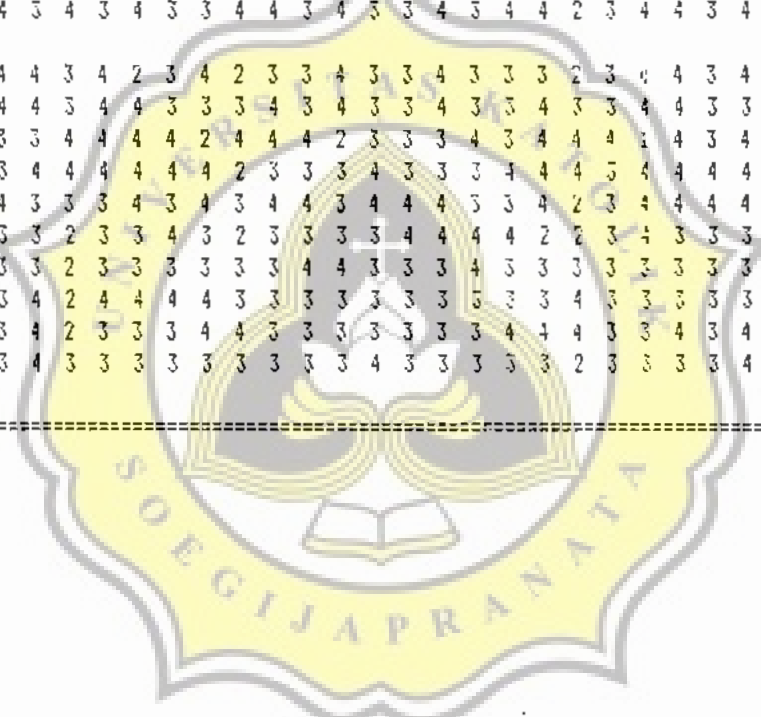 4 3 4 3 4 3 3 4 4 3 4 3 3 4 3 4 4 2 3 4 4 3 4
4 4 3 4 2 3 4 2 3 3 4 3 3 4 3 3 3 2 3 4 3 4
4 4 3 4 4 3 3 3 4 3 4 3 3 4 3 3 4 3 3 4 4 3 3
3 3 4 4 4 4 2 4 4 4 2 3 3 3 4 3 4 4 4 4 3 4
3 4 4 4 4 4 4 2 3 3 3 4 3 3 3 4 4 4 3 4 4 4 4
4 3 3 3 4 3 4 3 4 4 3 4 4 4 3 3 4 2 3 4 4 4 4
3 3 2 3 3 4 3 2 3 3 3 3 4 4 4 4 4 2 2 3 4 3 3 3
3 3 2 3 3 3 3 3 3 4 4 3 3 3 4 3 3 3 3 3 3 3 3
3 4 2 4 4 4 4 3 3 3 3 3 3 3 3 3 3 4 3 3 3 3 3
3 4 2 3 3 3 4 4 3 3 3 3 3 3 3 4 4 4 3 3 4 3 4
3 4 3 3 3 3 3 3 3 3 3 4 3 3 3 3 3 2 3 3 3 3 4
================================
UNIVERSITAS KATOLIK
SOEGIJAPRANATA